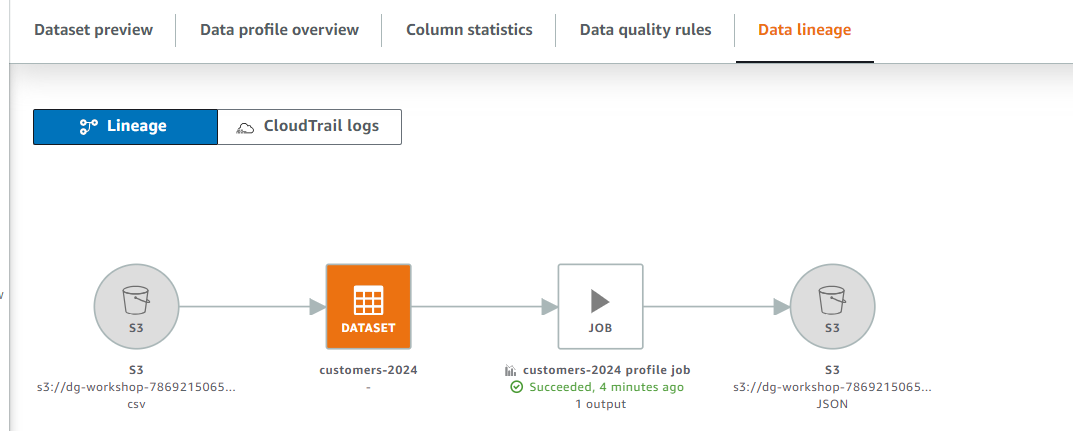 Dataset preview
Data profile overview
Column statistics
Data quality rules
Data lineage
Lineage
CloudTrail logs
S3
DATASET
JOB
S3
S3
s3://dg-workshop-7869215065...
csv
customers-2024
-
customers-2024 profile job
Succeeded, 4 minutes ago
1 output
S3
s3://dg-workshop-7869215065...
JSON